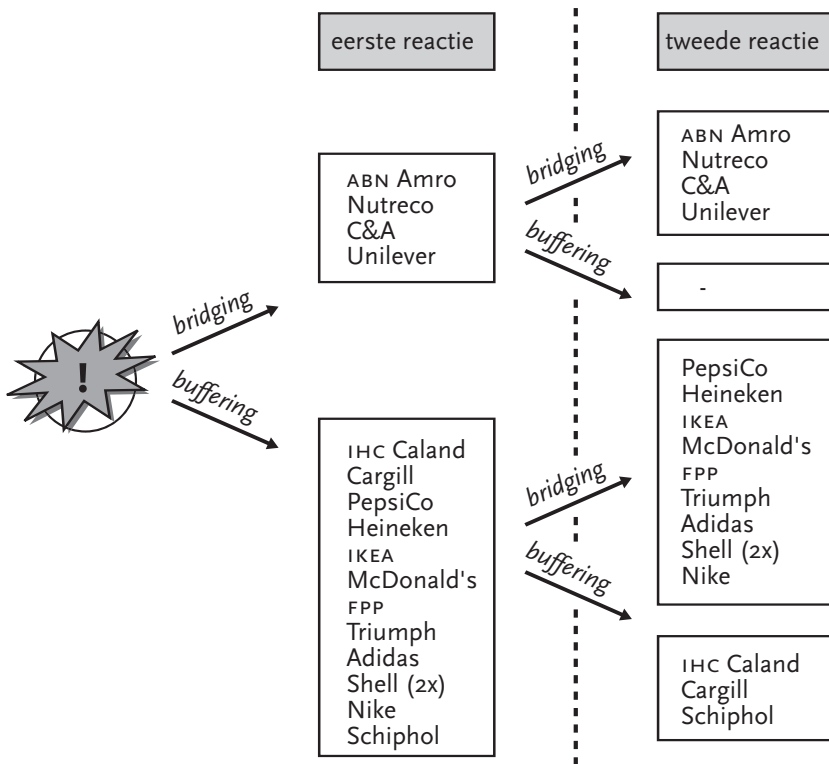 eerste reactie
tweede reactie
!
bridging
buffering
ABN Amro
Nutreco
C&A
Unilever
IHC Caland
Cargill
PepsiCo
Heineken
IKEA
McDonald's
FPP
Triumph
Adidas
Shell (2x)
Nike
Schiphol
bridging
buffering
bridging
buffering
ABN Amro
Nutreco
C&A
Unilever
-
PepsiCo
Heineken
IKEA
McDonald's
FPP
Triumph
Adidas
Shell (2x)
Nike
IHC Caland
Cargill
Schiphol